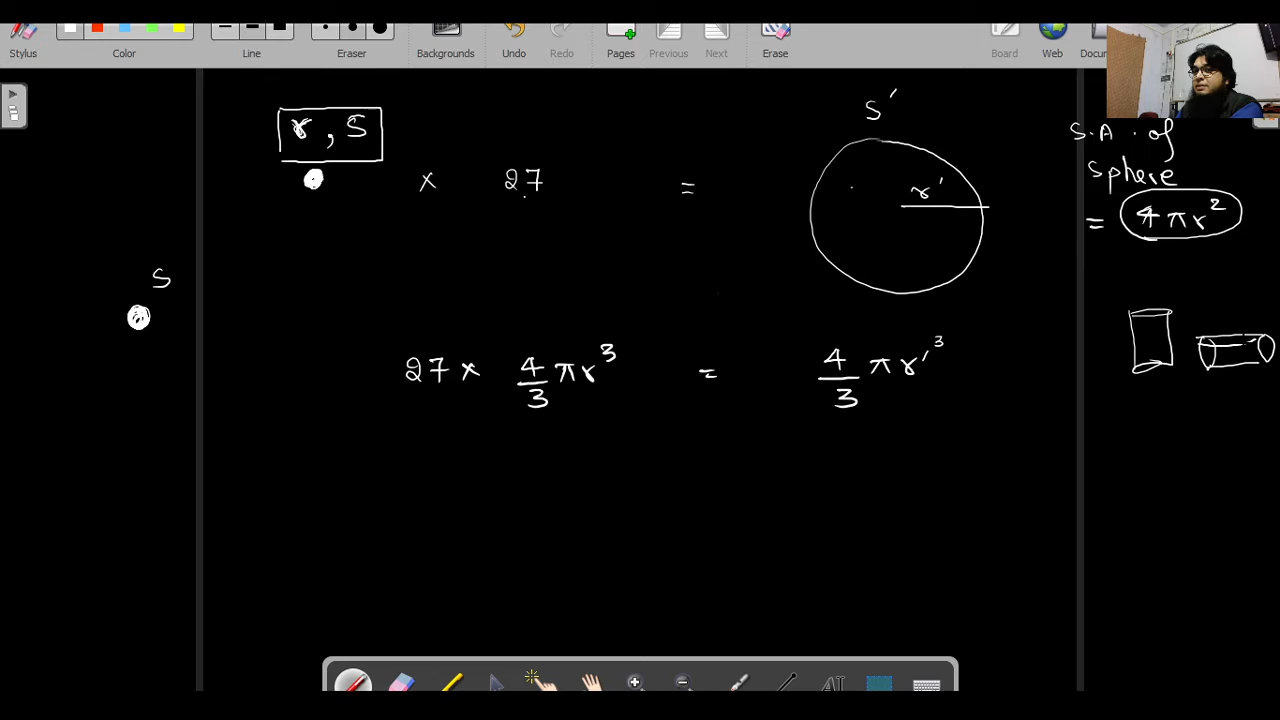 Stylus Color Line Eraser Backgrounds Undo Redo Pages Previous Next Erase Board Web
r , S
× 27 =
S′
r′
S.A. of
Sphere
= 4πr²
S
27 × 4/3 πr³ = 4/3 πr′³